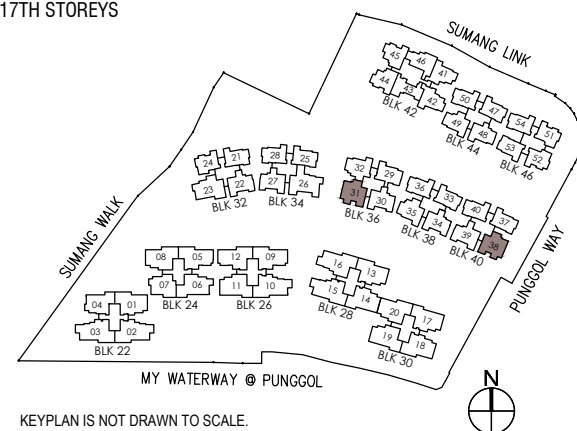 17TH STOREYS
SUMANG LINK
45 46 41
44 43 42
BLK 42
50 47
49 48
BLK 44
54 51
53 52
BLK 46
24 21
23 22
BLK 32
28 25
27 26
BLK 34
32 29
31 30
BLK 36
36 33
35 34
BLK 38
40 37
39 38
BLK 40
SUMANG WALK
PUNGGOL WAY
08 05
07 06
BLK 24
12 09
11 10
BLK 26
16 13
15 14
BLK 28
20 17
19 18
BLK 30
04 01
03 02
BLK 22
MY WATERWAY @ PUNGGOL
N
KEYPLAN IS NOT DRAWN TO SCALE.